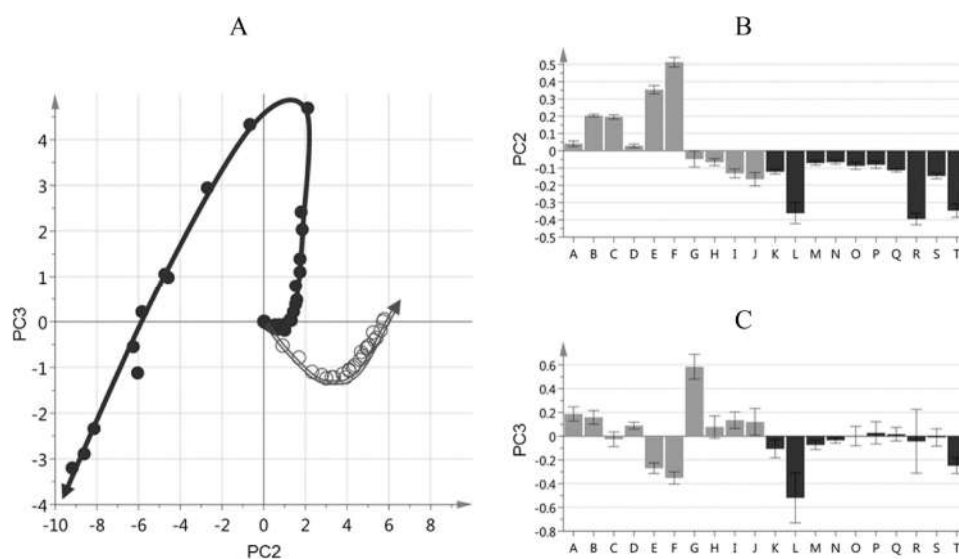 A
PC3
4
3
2
1
0
-1
-2
-3
-4
-10 -8 -6 -4 -2 0 2 4 6 8
PC2
B
PC2
0.5
0.4
0.3
0.2
0.1
0
-0.1
-0.2
-0.3
-0.4
-0.5
A B C D E F G H I J K L M N O P Q R S T
C
PC3
0.6
0.4
0.2
0
-0.2
-0.4
-0.6
-0.8
A B C D E F G H I J K L M N O P Q R S T